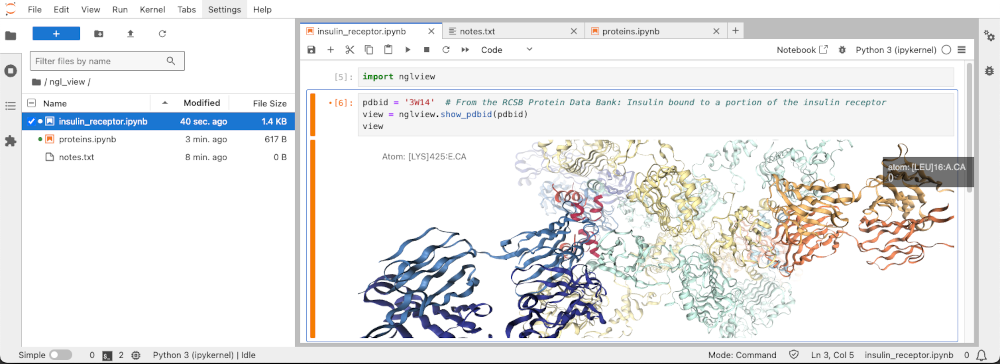 File Edit View Run Kernel Tabs Settings Help
Filter files by name
/ ngl_view /
Name Modified File Size
insulin_receptor.ipynb 40 sec. ago 1.4 KB
proteins.ipynb 3 min. ago 617 B
notes.txt 8 min. ago 0 B
insulin_receptor.ipynb notes.txt proteins.ipynb
Code Notebook Python 3 (ipykernel)
[5]: import nglview
[6]: pdbid = '3W14' # From the RCSB Protein Data Bank: Insulin bound to a portion of the insulin receptor
view = nglview.show_pdbid(pdbid)
view
Atom: [LYS]425:E.CA
atom: [LEU]16:A.CA
0
Simple 0 2 Python 3 (ipykernel) | Idle Mode: Command Ln 3, Col 5 insulin_receptor.ipynb 0